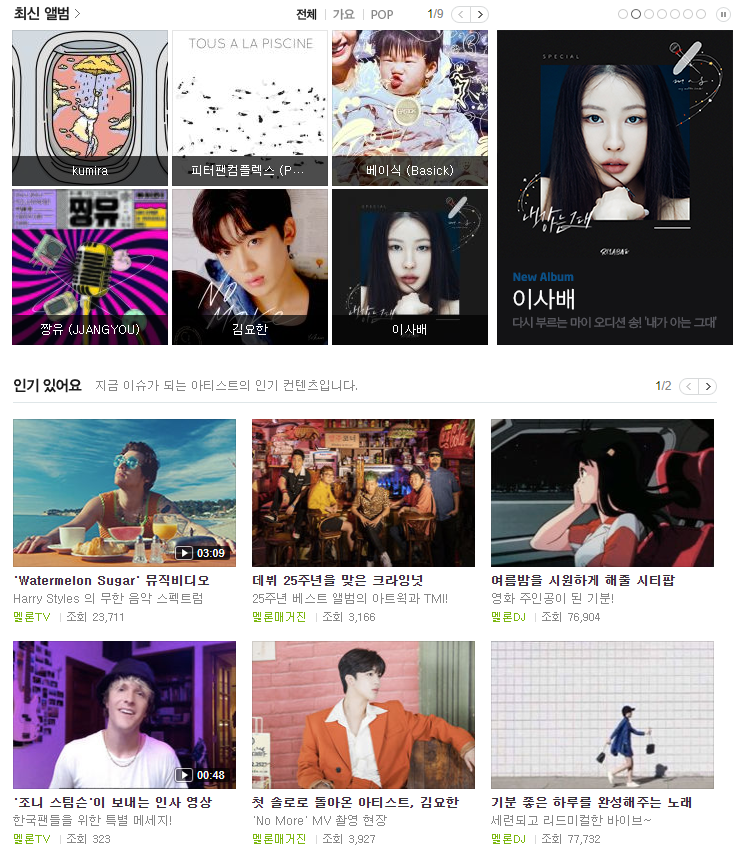 최신 앨범
전체 가요 POP 1/9
TOUS A LA PISCINE
kumira
피터팬컴플렉스 (P...
베이식 (Basick)
짱유
짱유 (JJANGYOU)
No More
김요한
SPECIAL
이사배
SPECIAL
내가 아는 그대
RISABAE
New Album
이사배
다시 부르는 마이 오디션 송! '내가 아는 그대'
인기 있어요 지금 이슈가 되는 아티스트의 인기 컨텐츠입니다. 1/2
03:09
'Watermelon Sugar' 뮤직비디오
Harry Styles 의 무한 음악 스펙트럼
멜론TV 조회 23,711
데뷔 25주년을 맞은 크라잉넛
25주년 베스트 앨범의 아트웍과 TMI!
멜론매거진 조회 3,166
여름밤을 시원하게 해줄 시티팝
영화 주인공이 된 기분!
멜론DJ 조회 76,904
00:48
'조니 스팀슨'이 보내는 인사 영상
한국팬들을 위한 특별 메세지!
멜론TV 조회 323
첫 솔로로 돌아온 아티스트, 김요한
'No More' MV 촬영 현장
멜론매거진 조회 3,927
기분 좋은 하루를 완성해주는 노래
세련되고 리드미컬한 바이브~
멜론DJ 조회 77,732